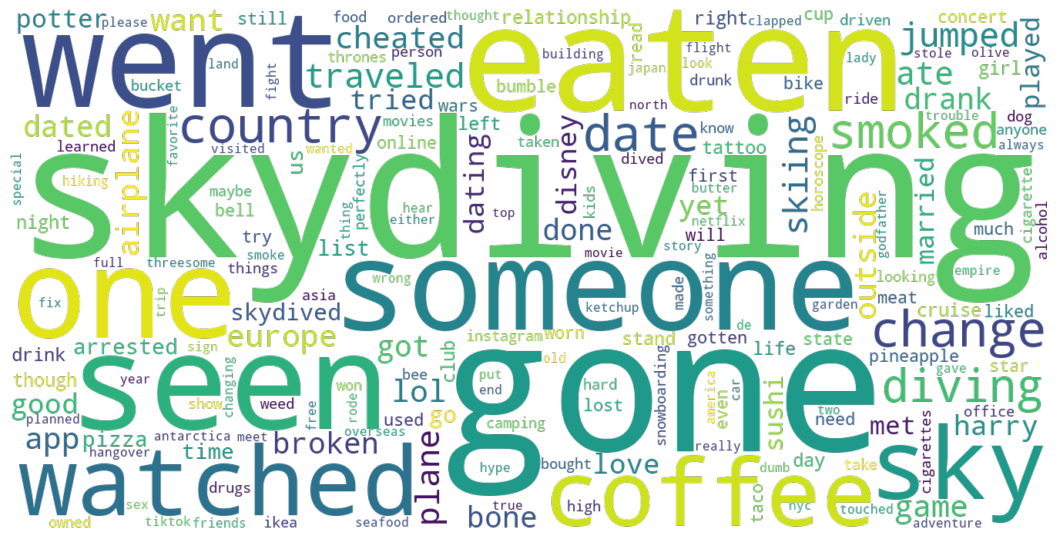 potter
please
want
still
food
ordered
thought
relationship
right
clapped
cup
driven
concert
played
went
cheated
thrones
person
building
read
flight
jumped
eaten
traveled
bumble
japan
look
drunk
lady
stole
olive
girl
land
bucket
fight
tried
wars
north
bike
ride
ate
drank
trouble
dog
dated
favorite
country
movies
left
date
know
tattoo
smoked
anyone
always
learned
visited
wanted
online
taken
dived
skiing
airplane
us
perfectly
dating
disney
first
horoscope
married
cigarette
alcohol
special
hiking
skydiving
night
maybe
bell
thing
hear
either
top
kids
butter
yet
netflix
outside
godfather
much
try
smoke
list
done
will
story
movie
looking
empire
full
threesome
things
wrong
someone
made
something
meat
one
fix
trip
asia
skydived
ketchup
garden
cruise
liked
drink
arrested
sign
europe
instagram
worn
stand
gotten
life
state
change
pineapple
gave
star
though
year
changing
got
club
old
snowboarding
america
car
de
seen
good
show
weed
free
won
rode
bee
lol
used
go
put
end
hard
lost
even
sushi
two
need
diving
office
planned
gone
camping
really
met
harry
app
pizza
antarctica
meet
overseas
broken
time
hangover
plane
hype
bought
love
day
dumb
take
cigarettes
sky
watched
drugs
true
high
coffee
taco
nyc
touched
game
adventure
owned
sex
tiktok
friends
ikea
seafood
bone